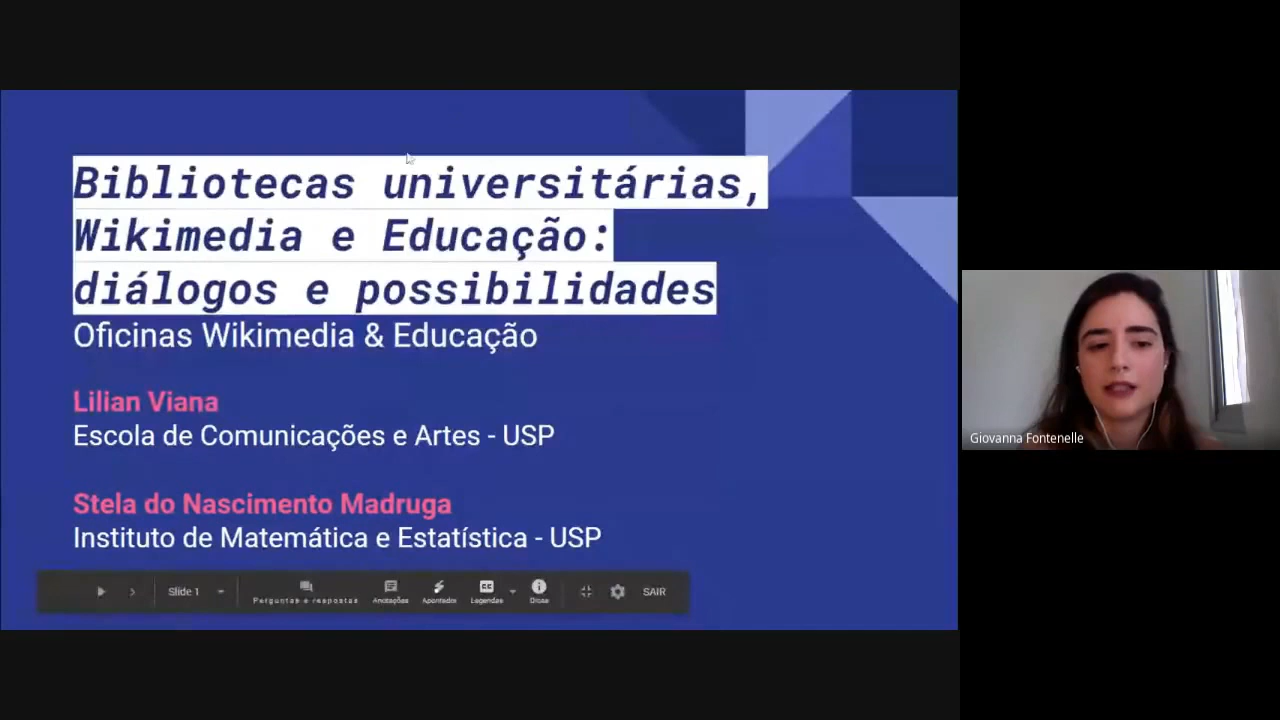 Bibliotecas universitárias,
Wikimedia e Educação:
diálogos e possibilidades
Oficinas Wikimedia & Educação
Lilian Viana
Escola de Comunicações e Artes - USP
Stela do Nascimento Madruga
Instituto de Matemática e Estatística - USP
Slide 1
Perguntas e respostas
Anotações
Apontador
Legendas
Dicas
SAIR
Giovanna Fontenelle